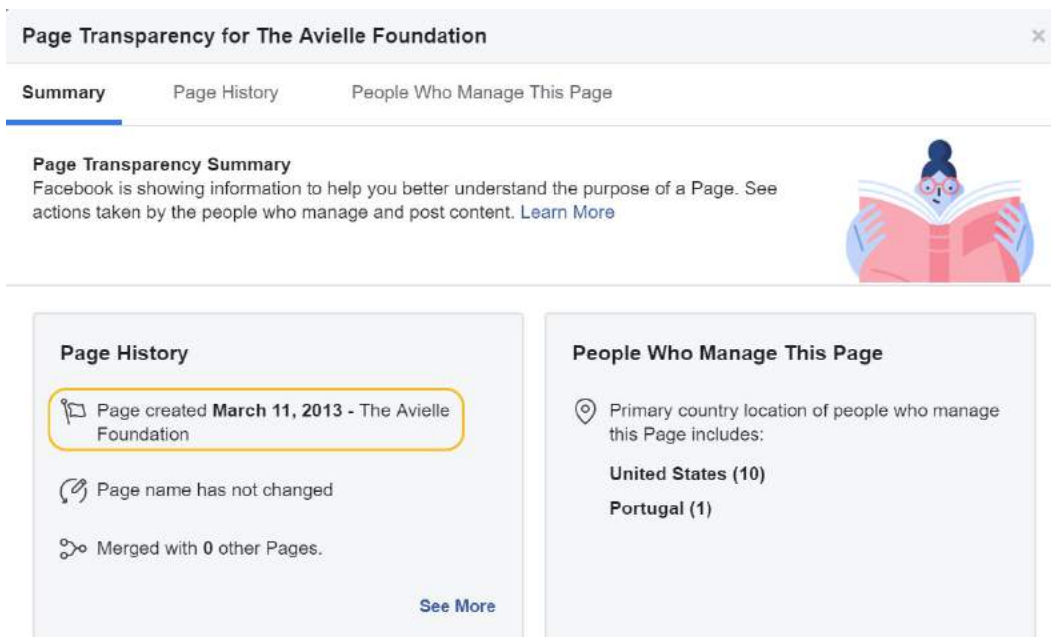 Page Transparency for The Avielle Foundation
Summary
Page History
People Who Manage This Page
Page Transparency Summary
Facebook is showing information to help you better understand the purpose of a Page. See
actions taken by the people who manage and post content. Learn More
Page History
Page created March 11, 2013 - The Avielle
Foundation
Page name has not changed
Merged with 0 other Pages.
See More
People Who Manage This Page
Primary country location of people who manage
this Page includes:
United States (10)
Portugal (1)